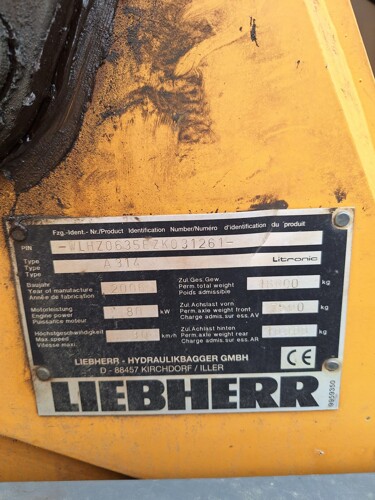 Fzg.-Ident.- Nr./Product Identification Number/Numéro d'identification du produit
PIN
Type A 314 Litronic
Type
Type
Baujahr Zul.Ges.Gew.
Year of manufacture Perm.total weight kg
Année de fabrication Poids admissible
Motorleistung Zul.Achslast vorn
Engine power 80 kW Perm.axle weight front kg
Puissance moteur Charge admis.sur ess.AV
Höchstgeschwindigkeit Zul.Achslast hinten
Max.speed km/h Perm.axle weight rear kg
Vitesse maxi. Charge admis.sur ess.AR
LIEBHERR - HYDRAULIKBAGGER GMBH
D - 88457 KIRCHDORF / ILLER
CE
LIEBHERR
9959350